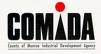 COMIDA
County of Monroe Industrial Development Agency